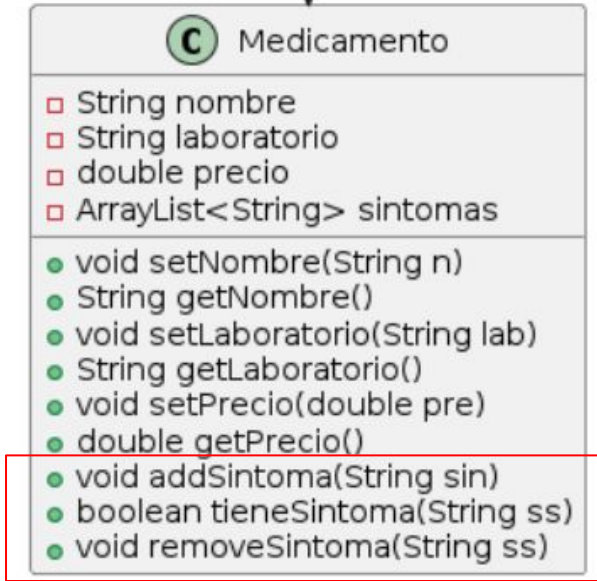 C Medicamento
String nombre
String laboratorio
double precio
ArrayList<String> sintomas
void setNombre(String n)
String getNombre()
void setLaboratorio(String lab)
String getLaboratorio()
void setPrecio(double pre)
double getPrecio()
void addSintoma(String sin)
boolean tieneSintoma(String ss)
void removeSintoma(String ss)